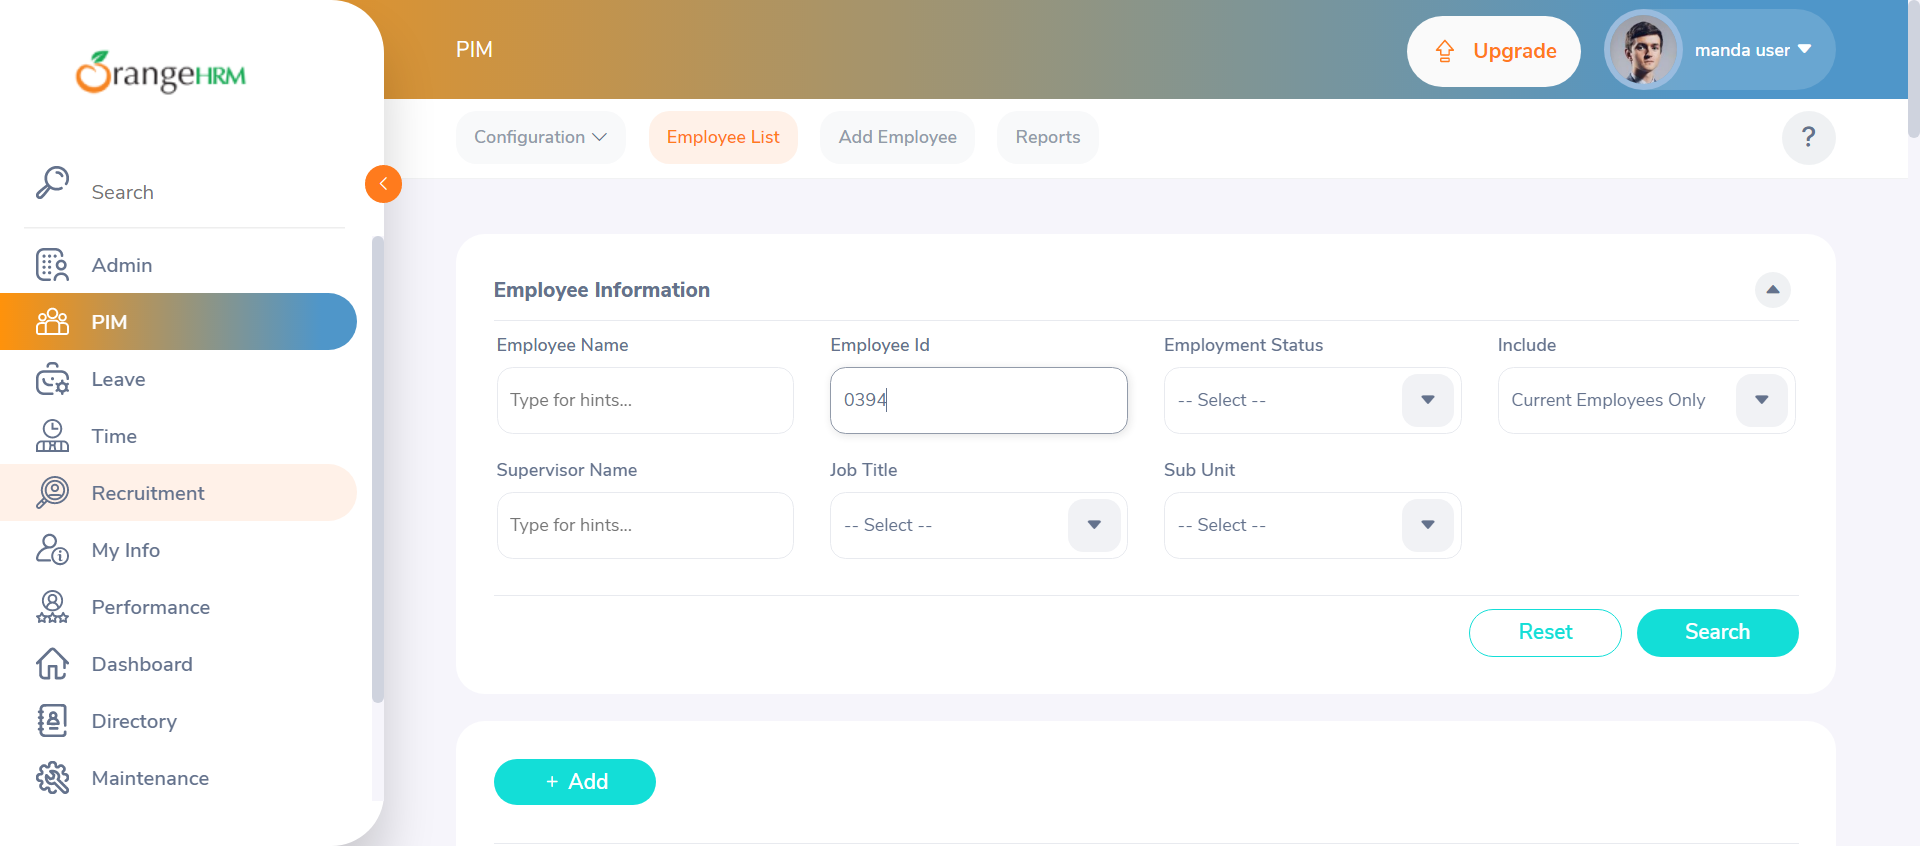 OrangeHRM
PIM
Upgrade
manda user
Configuration
Employee List
Add Employee
Reports
?
Search
Admin
PIM
Leave
Time
Recruitment
My Info
Performance
Dashboard
Directory
Maintenance
Employee Information
Employee Name
Employee Id
Employment Status
Include
Type for hints...
0394
-- Select --
Current Employees Only
Supervisor Name
Job Title
Sub Unit
Type for hints...
-- Select --
-- Select --
Reset
Search
+ Add